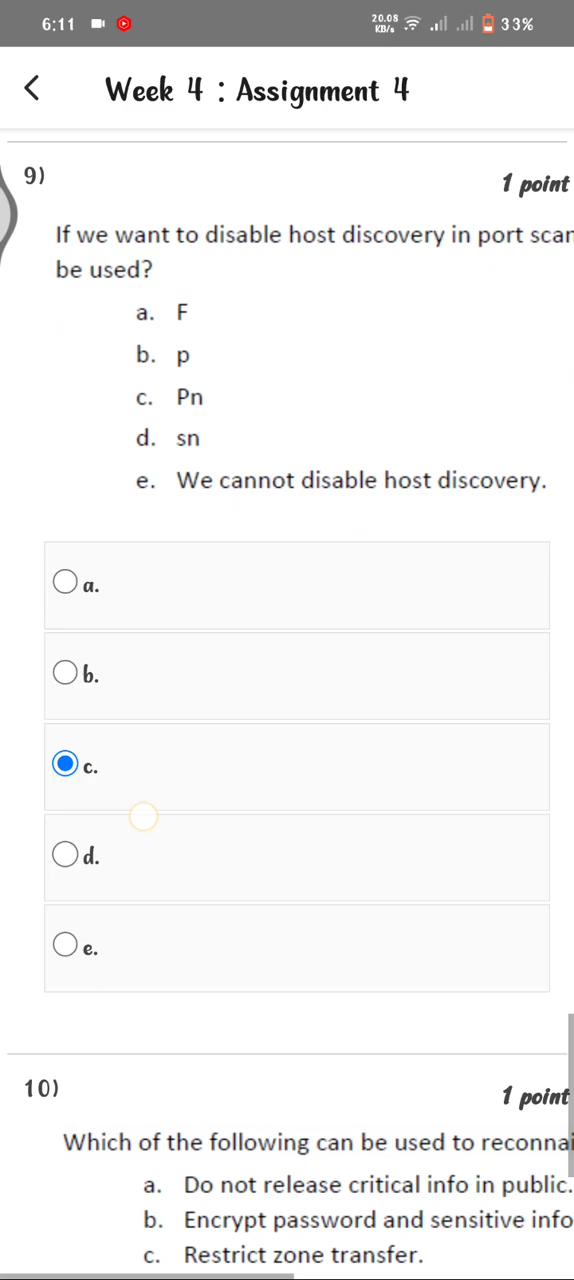 6:11 20.08 KB/s 33%
Week 4 : Assignment 4
9)
1 point
If we want to disable host discovery in port scan
be used?
a. F
b. p
c. Pn
d. sn
e. We cannot disable host discovery.
a.
b.
c.
d.
e.
10)
1 point
Which of the following can be used to reconnai
a. Do not release critical info in public.
b. Encrypt password and sensitive info
c. Restrict zone transfer.